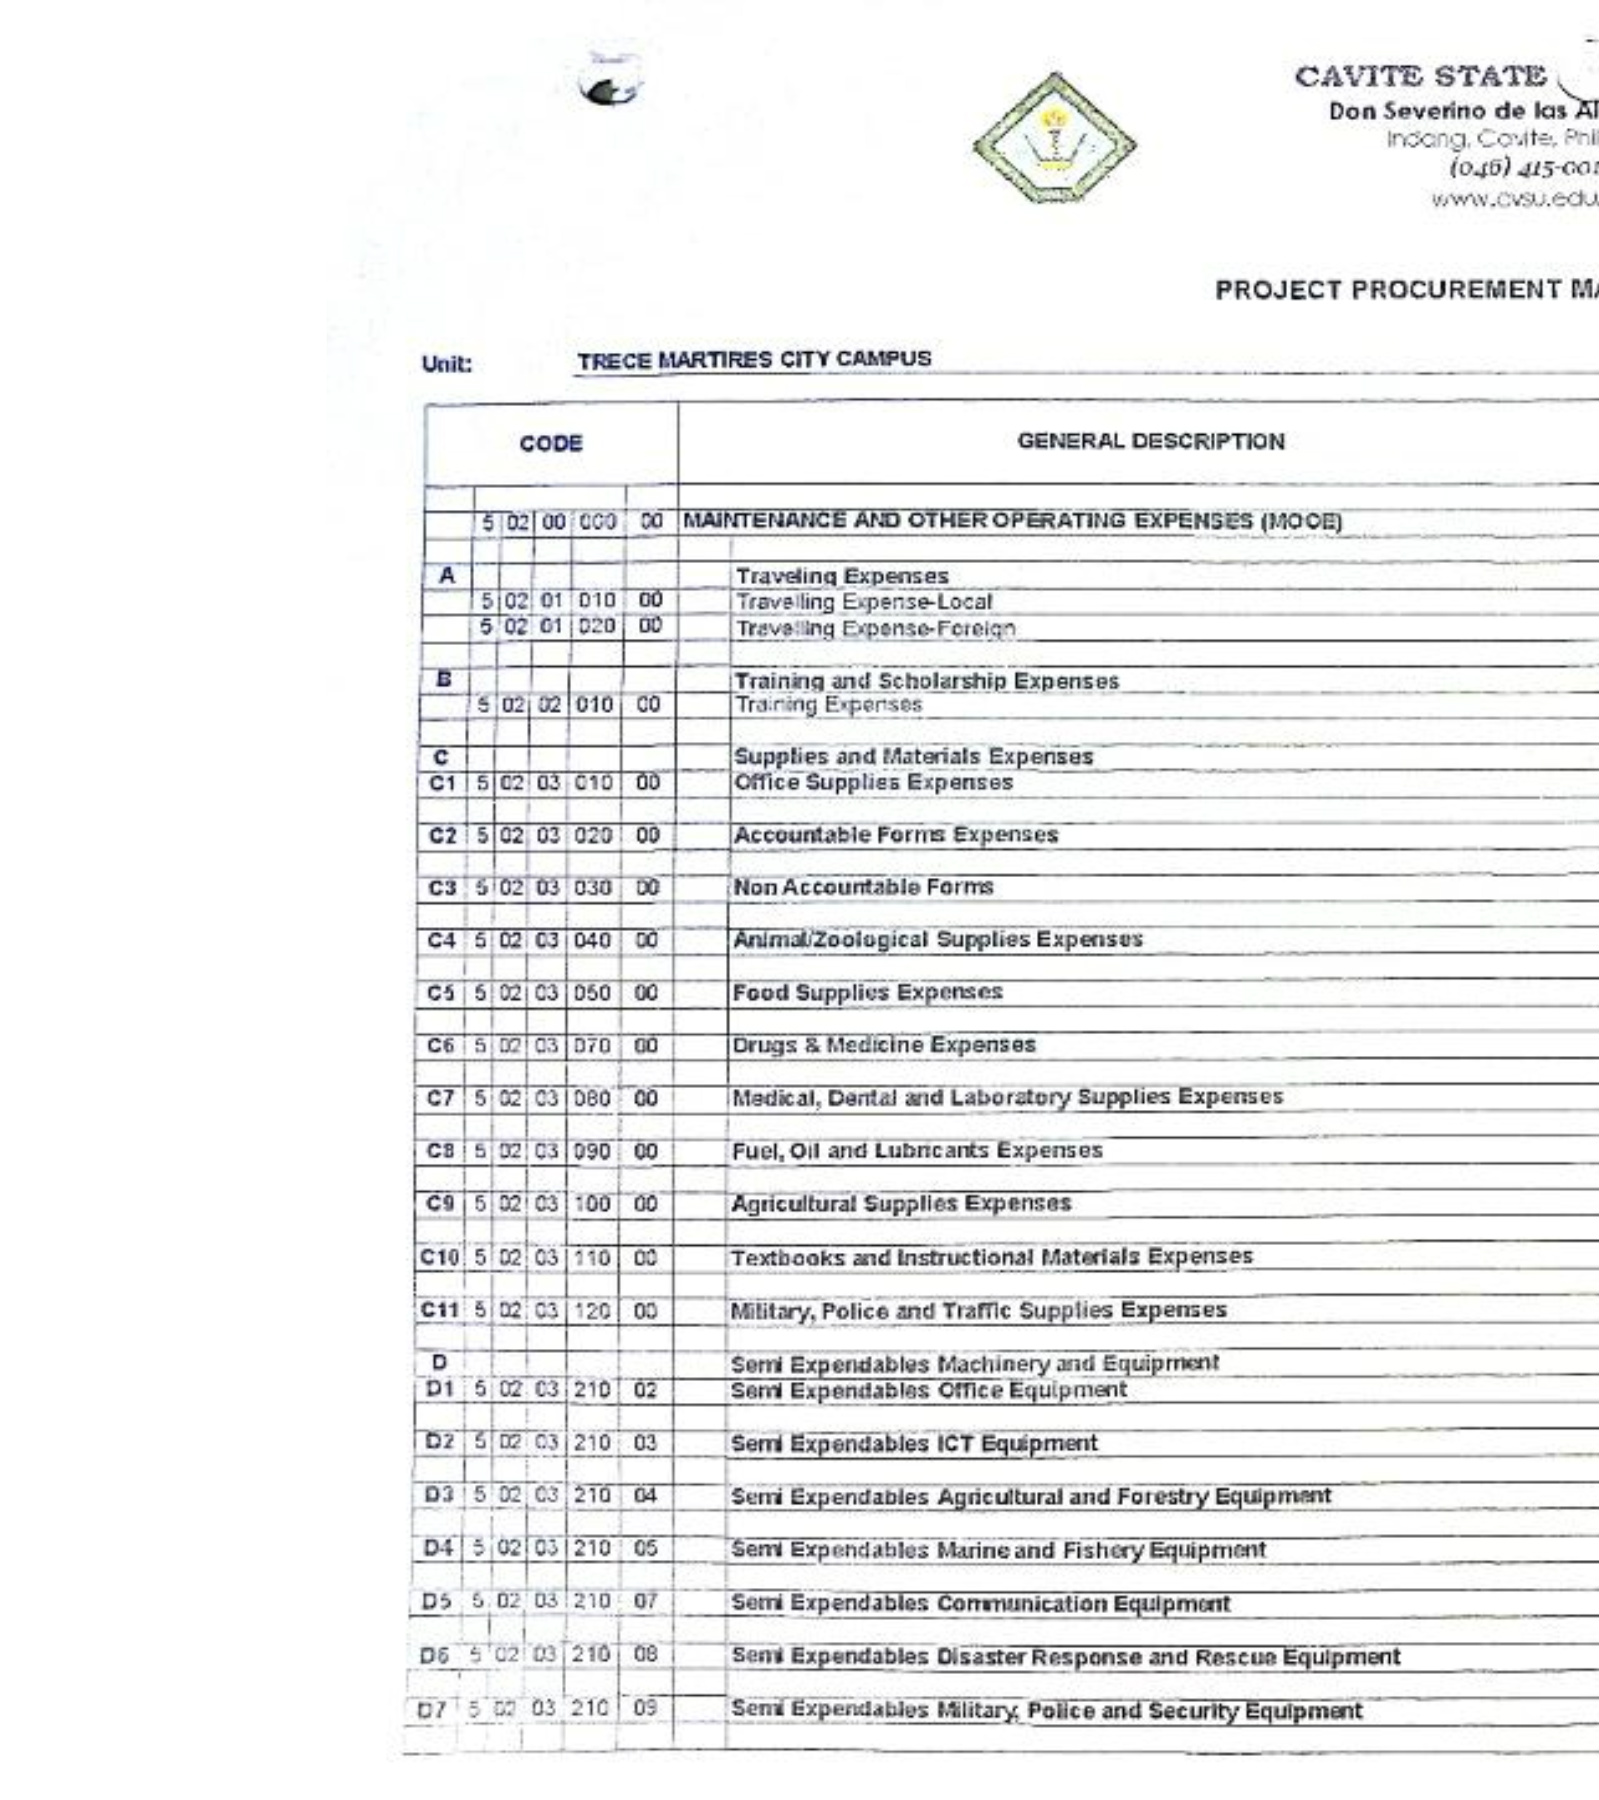 CAVITE STATE
Don Severino de las Al
Indang, Cavite, Phil
(046) 415-001
www.cvsu.edu.
PROJECT PROCUREMENT MA
Unit: TRECE MARTIRES CITY CAMPUS
CODE GENERAL DESCRIPTION
5 02 00 000 00 MAINTENANCE AND OTHER OPERATING EXPENSES (MOOE)
A Traveling Expenses
5 02 01 010 00 Travelling Expense-Local
5 02 01 020 00 Travelling Expense-Foreign
B Training and Scholarship Expenses
5 02 02 010 00 Training Expenses
C Supplies and Materials Expenses
C1 5 02 03 010 00 Office Supplies Expenses
C2 5 02 03 020 00 Accountable Forms Expenses
C3 5 02 03 030 00 Non Accountable Forms
C4 5 02 03 040 00 Animal/Zoological Supplies Expenses
C5 5 02 03 050 00 Food Supplies Expenses
C6 5 02 03 070 00 Drugs & Medicine Expenses
C7 5 02 03 080 00 Medical, Dental and Laboratory Supplies Expenses
C8 5 02 03 090 00 Fuel, Oil and Lubricants Expenses
C9 5 02 03 100 00 Agricultural Supplies Expenses
C10 5 02 03 110 00 Textbooks and Instructional Materials Expenses
C11 5 02 03 120 00 Military, Police and Traffic Supplies Expenses
D Semi Expendables Machinery and Equipment
D1 5 02 03 210 02 Semi Expendables Office Equipment
D2 5 02 03 210 03 Semi Expendables ICT Equipment
D3 5 02 03 210 04 Semi Expendables Agricultural and Forestry Equipment
D4 5 02 03 210 05 Semi Expendables Marine and Fishery Equipment
D5 5 02 03 210 07 Semi Expendables Communication Equipment
D6 5 02 03 210 08 Semi Expendables Disaster Response and Rescue Equipment
D7 5 02 03 210 09 Semi Expendables Military, Police and Security Equipment